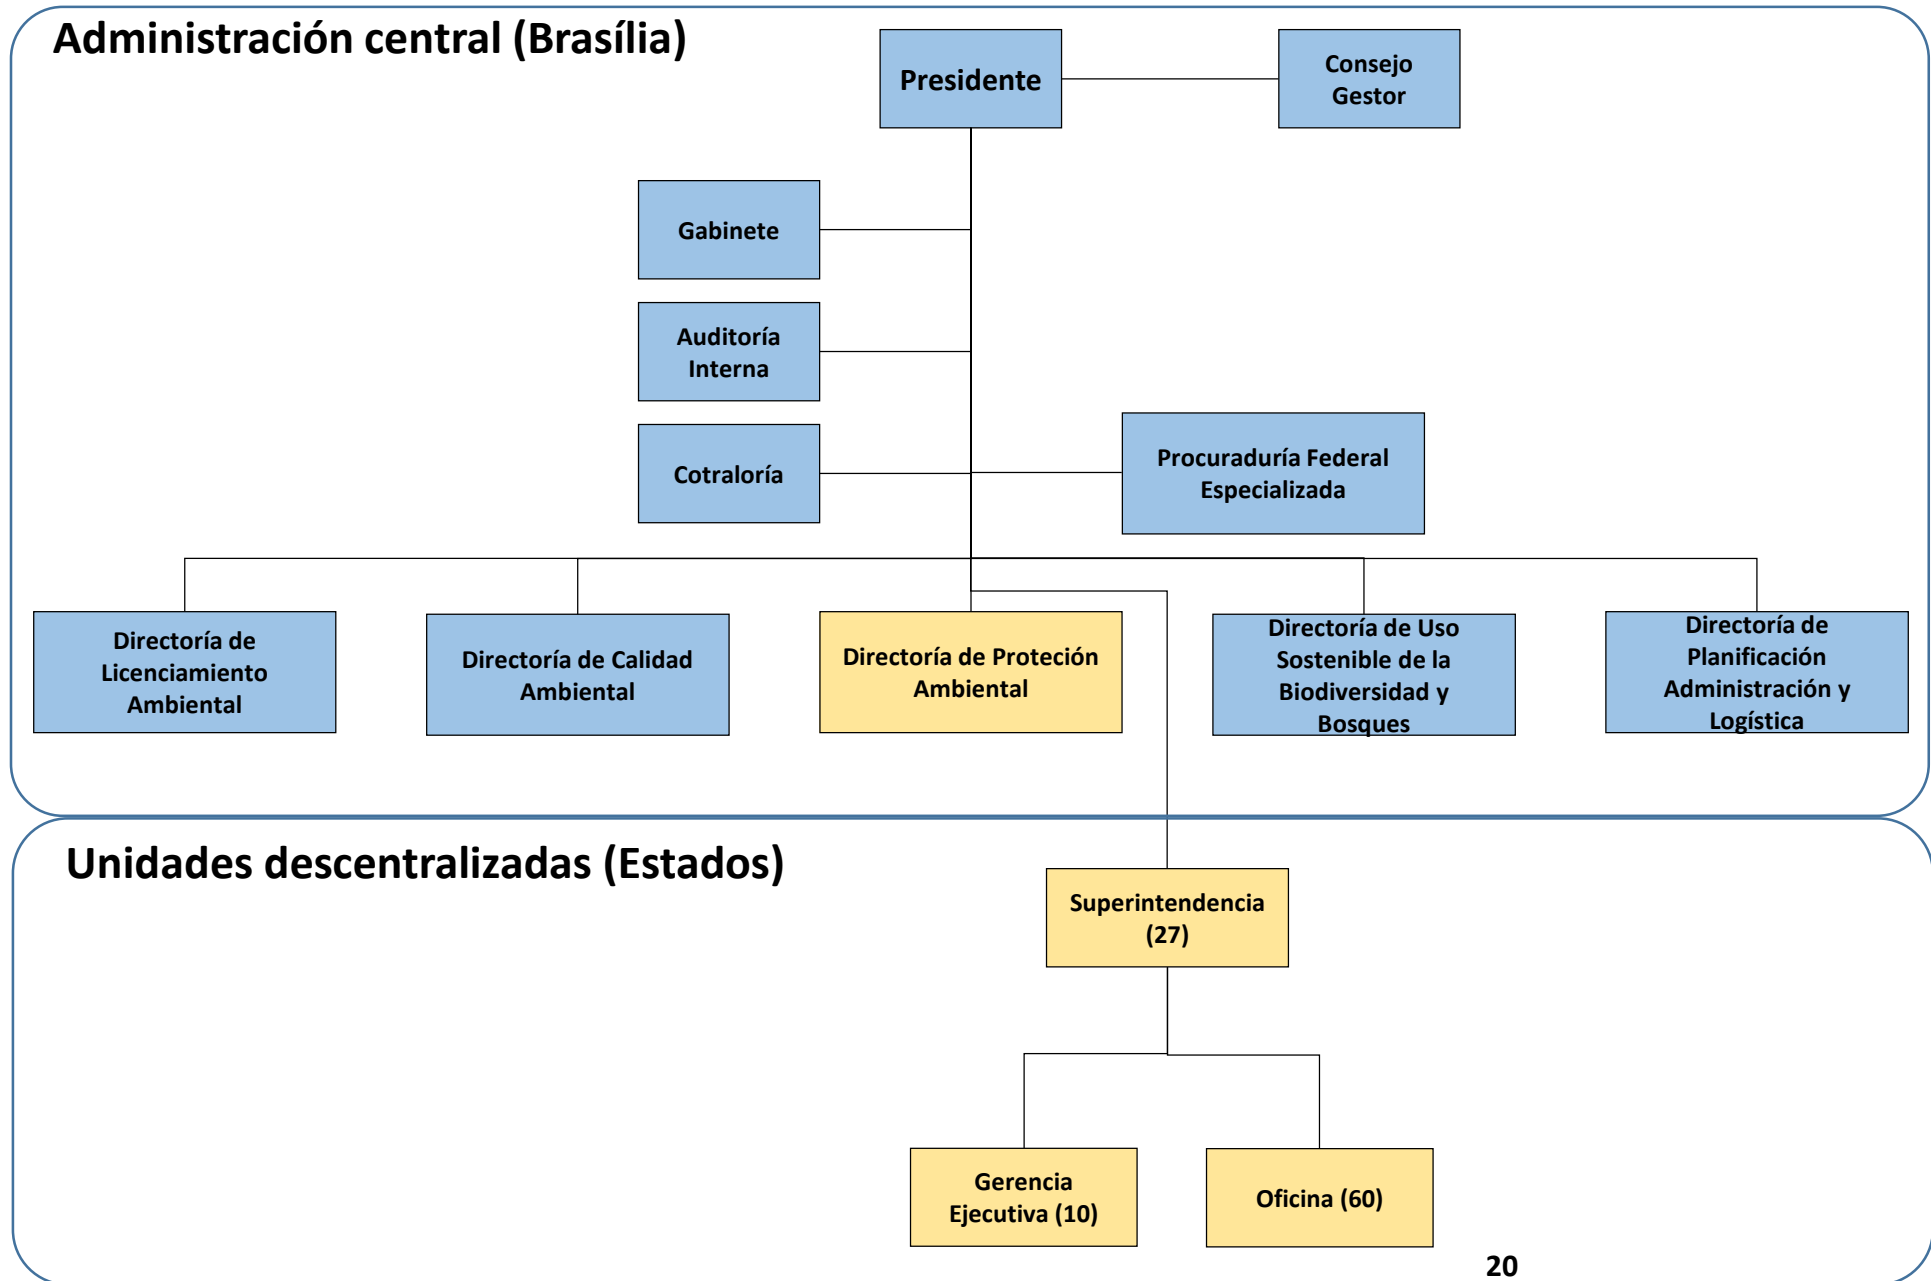 Administración central (Brasília)
Presidente
Consejo
Gestor
Gabinete
Auditoría
Interna
Cotraloría
Procuraduría Federal
Especializada
Directoría de
Licenciamiento
Ambiental
Directoría de Calidad
Ambiental
Directoría de Proteción
Ambiental
Directoría de Uso
Sostenible de la
Biodiversidad y
Bosques
Directoría de
Planificación
Administración y
Logística
Unidades descentralizadas (Estados)
Superintendencia
(27)
Gerencia
Ejecutiva (10)
Oficina (60)
20